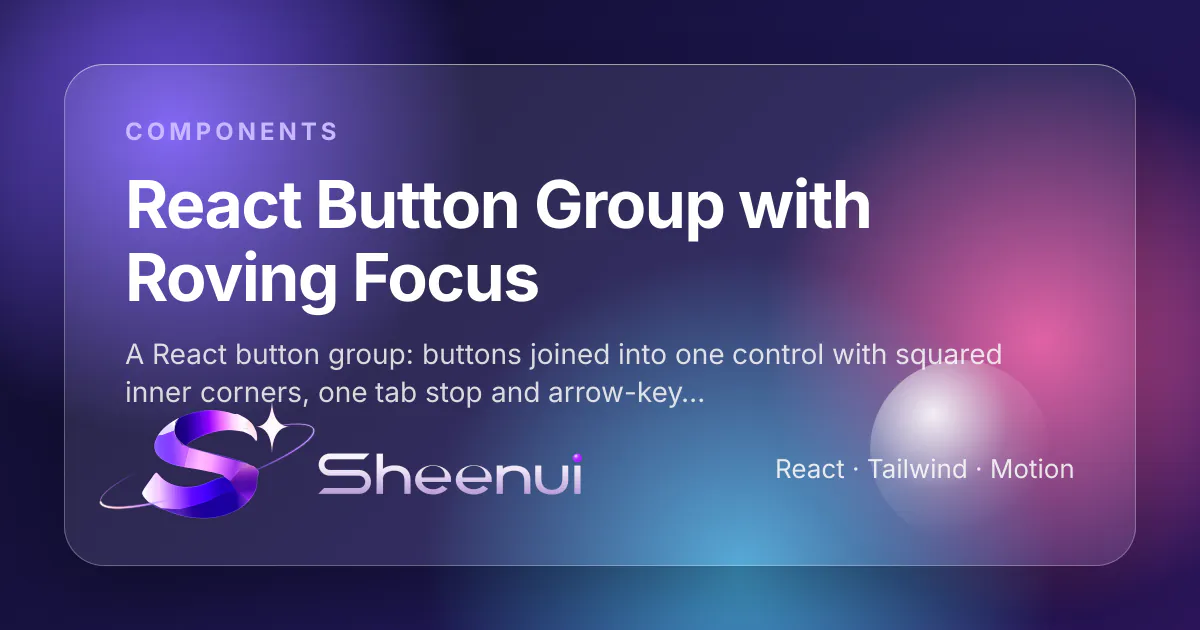 COMPONENTS
React Button Group with
Roving Focus
A React button group: buttons joined into one control with squared
inner corners, one tab stop and arrow-key...
Sheenui
React · Tailwind · Motion